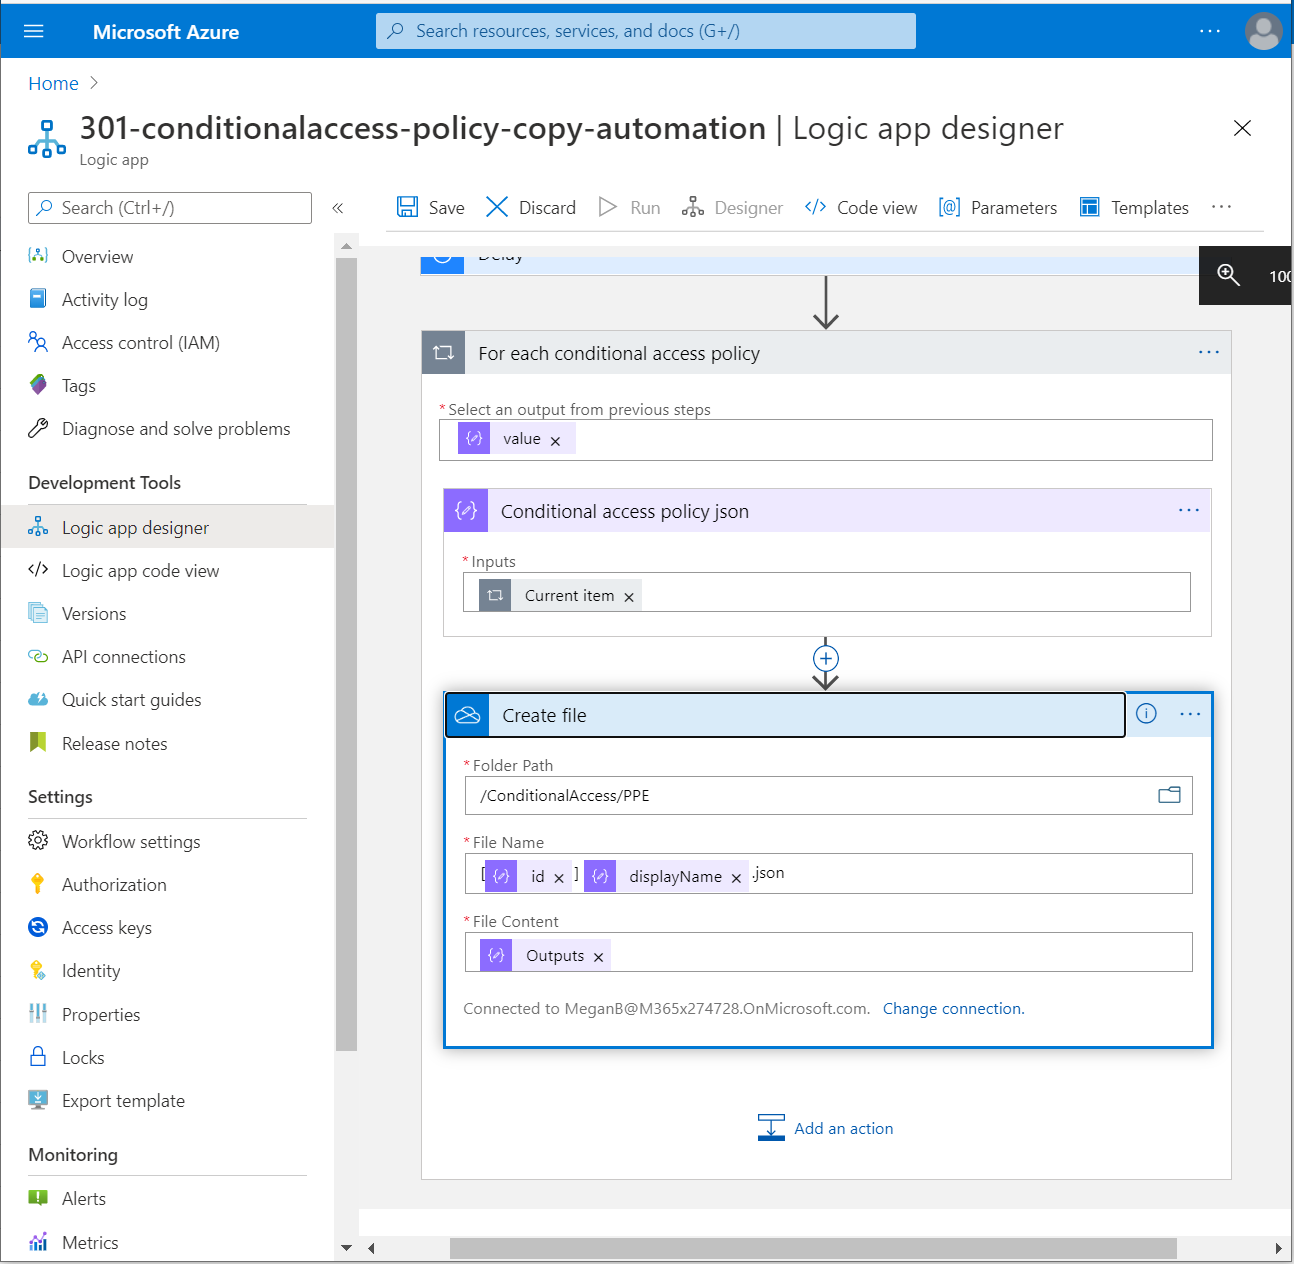 Microsoft Azure
Search resources, services, and docs (G+/)
Home
301-conditionalaccess-policy-copy-automation | Logic app designer
Logic app
Search (Ctrl+/)
«
Save
Discard
Run
Designer
Code view
Parameters
Templates
Overview
Activity log
Access control (IAM)
Tags
Diagnose and solve problems
Development Tools
Logic app designer
Logic app code view
Versions
API connections
Quick start guides
Release notes
Settings
Workflow settings
Authorization
Access keys
Identity
Properties
Locks
Export template
Monitoring
Alerts
Metrics
Delay
100
For each conditional access policy
* Select an output from previous steps
value ×
Conditional access policy json
* Inputs
Current item ×
Create file
* Folder Path
/ConditionalAccess/PPE
* File Name
[ id × ] displayName × .json
* File Content
Outputs ×
Connected to MeganB@M365x274728.OnMicrosoft.com. Change connection.
Add an action